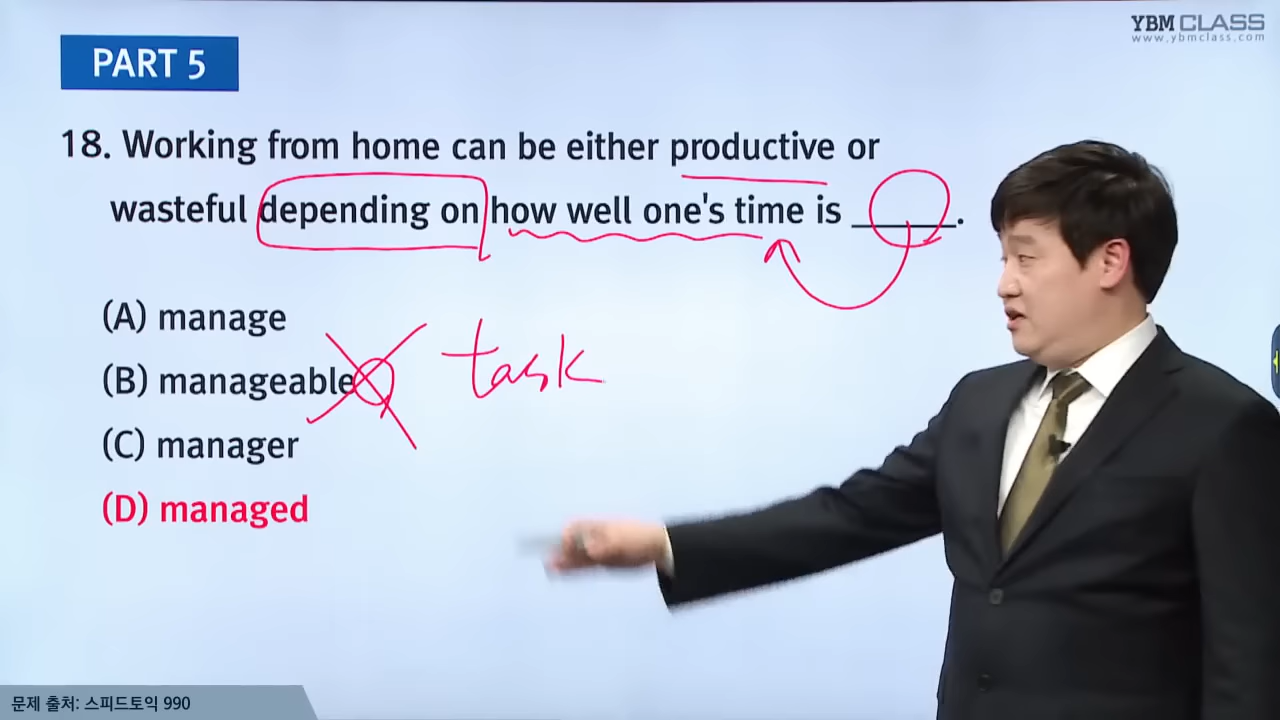 YBM CLASS
www.ybmclass.com
PART 5
18. Working from home can be either productive or
wasteful depending on how well one's time is ______.
(A) manage
(B) manageable
task
(C) manager
(D) managed
문제 출처: 스피드토익 990